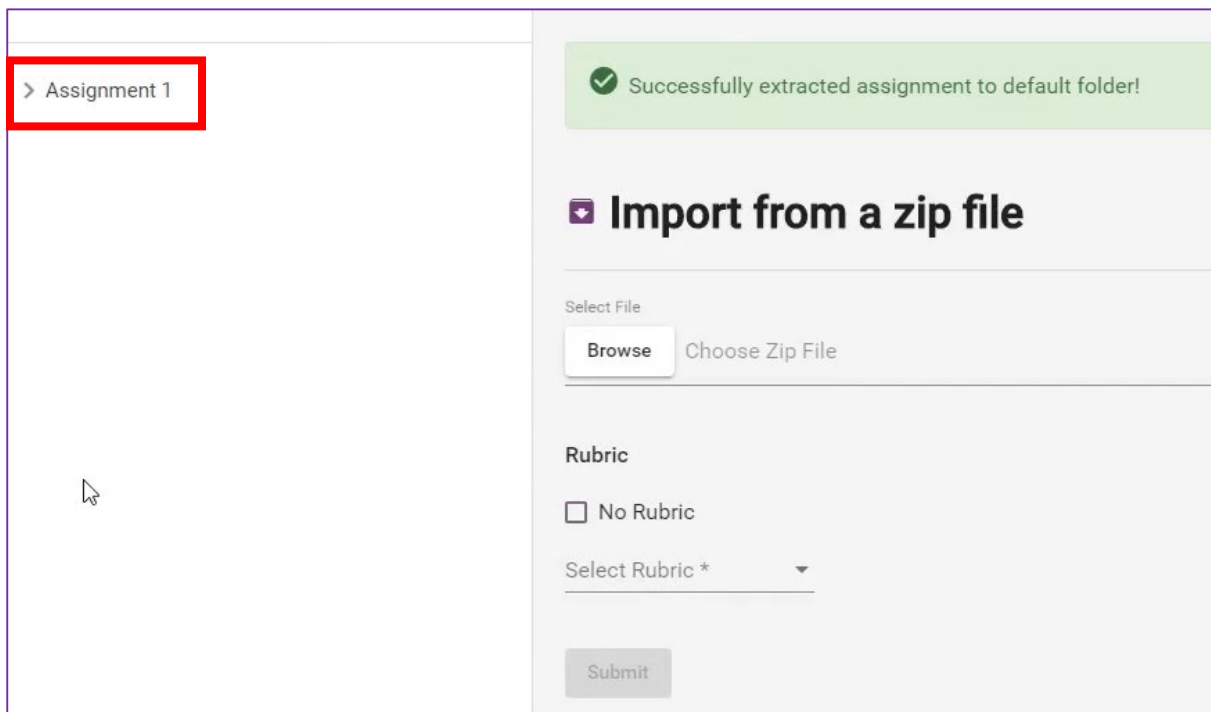 Assignment 1
Successfully extracted assignment to default folder!
Import from a zip file
Select File
Browse Choose Zip File
Rubric
No Rubric
Select Rubric *
Submit